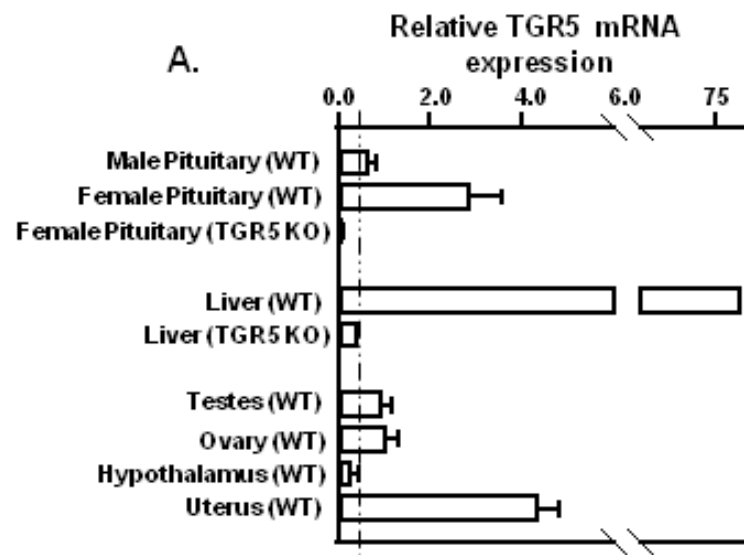 Relative TGR5 mRNA
expression
A.
0.0 2.0 4.0 6.0 75
Male Pituitary (WT)
Female Pituitary (WT)
Female Pituitary (TGR5 KO)
Liver (WT)
Liver (TGR5 KO)
Testes (WT)
Ovary (WT)
Hypothalamus (WT)
Uterus (WT)